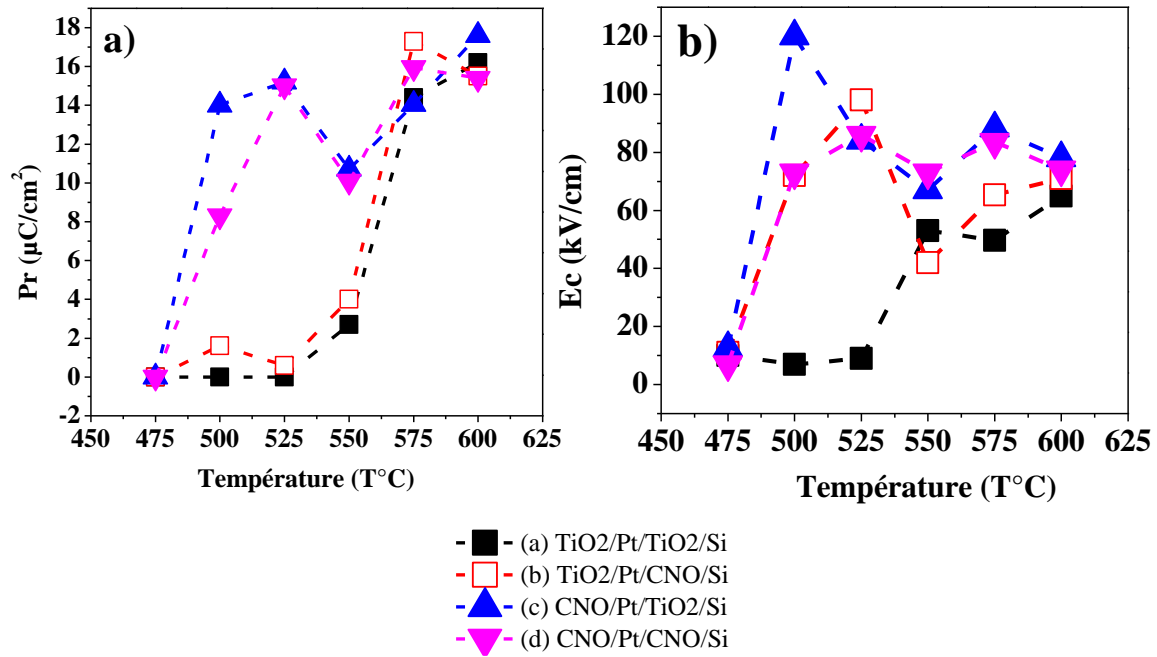 a)
Pr (µC/cm²)
18
16
14
12
10
8
6
4
2
0
-2
450 475 500 525 550 575 600 625
Température (T°C)
b)
Ec (kV/cm)
120
100
80
60
40
20
0
450 475 500 525 550 575 600 625
Température (T°C)
(a) TiO2/Pt/TiO2/Si
(b) TiO2/Pt/CNO/Si
(c) CNO/Pt/TiO2/Si
(d) CNO/Pt/CNO/Si